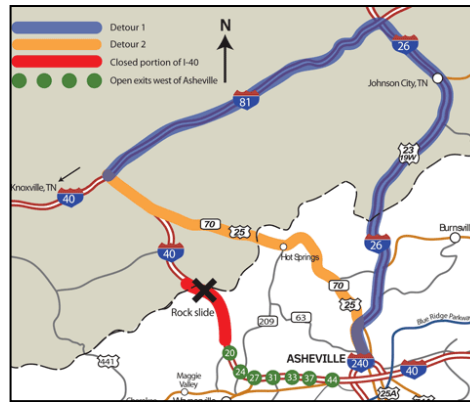 Detour 1
Detour 2
Closed portion of I-40
Open exits west of Asheville
N
26
Johnson City, TN
81
23
19W
Knoxville, TN
40
70
25
26
Burnsvil
40
Hot Springs
70
25
Rock slide
209
63
Blue Ridge Parkway
441
20
ASHEVILLE
240
40
24
27
31
33
37
44
Maggie
Valley
25A